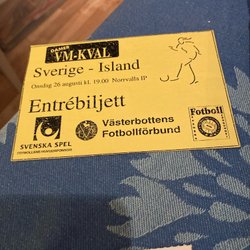 DAMER
VM-KVAL
Sverige - Island
Onsdag 26 augusti kl. 19.00 Norrvalla IP
Entrébiljett
Fotboll
SVENSKA SPEL
Västerbottens
Fotbollförbund